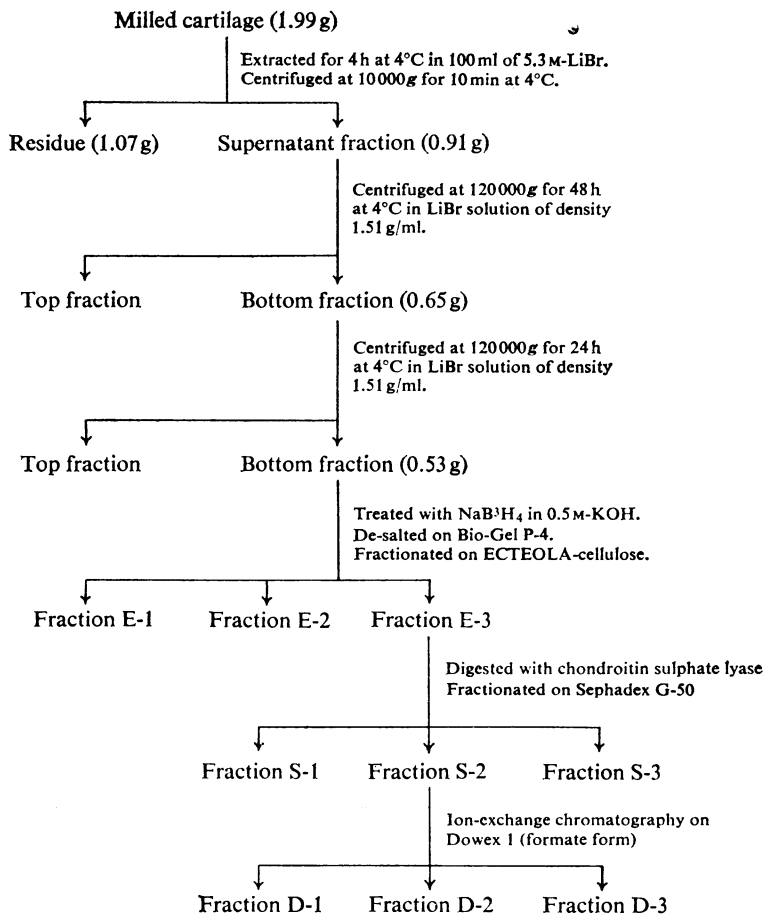 Milled cartilage (1.99 g)
Extracted for 4 h at 4°C in 100 ml of 5.3 M-LiBr.
Centrifuged at 10000g for 10 min at 4°C.
Residue (1.07 g)
Supernatant fraction (0.91 g)
Centrifuged at 120000g for 48 h
at 4°C in LiBr solution of density
1.51 g/ml.
Top fraction
Bottom fraction (0.65 g)
Centrifuged at 120000g for 24 h
at 4°C in LiBr solution of density
1.51 g/ml.
Top fraction
Bottom fraction (0.53 g)
Treated with NaB³H₄ in 0.5 M-KOH.
De-salted on Bio-Gel P-4.
Fractionated on ECTEOLA-cellulose.
Fraction E-1
Fraction E-2
Fraction E-3
Digested with chondroitin sulphate lyase
Fractionated on Sephadex G-50
Fraction S-1
Fraction S-2
Fraction S-3
Ion-exchange chromatography on
Dowex 1 (formate form)
Fraction D-1
Fraction D-2
Fraction D-3